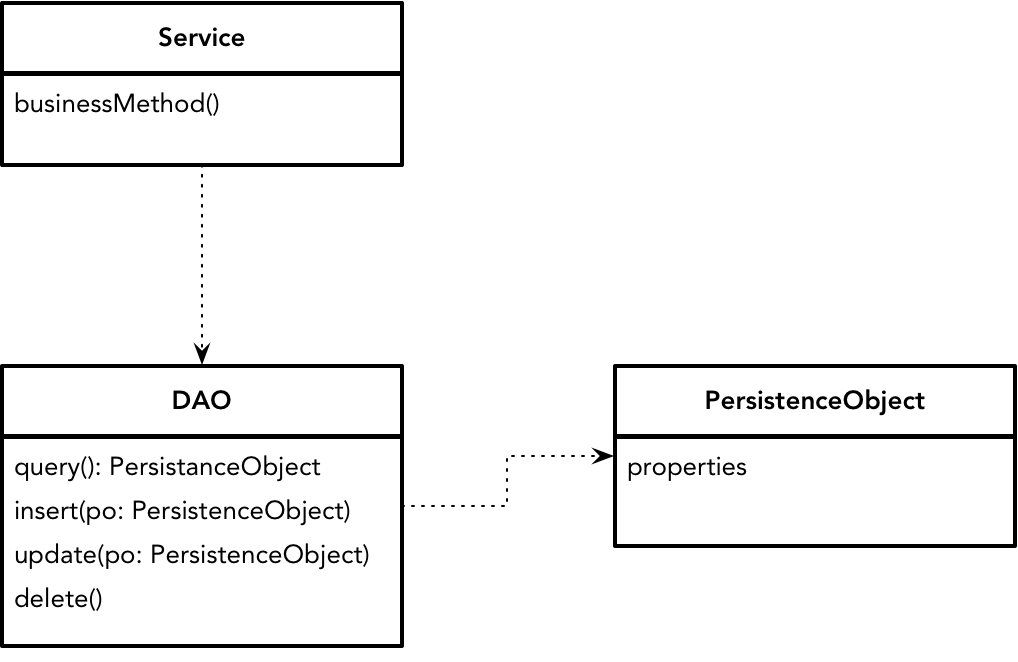 Service
businessMethod()
DAO
query(): PersistanceObject
insert(po: PersistenceObject)
update(po: PersistenceObject)
delete()
PersistenceObject
properties